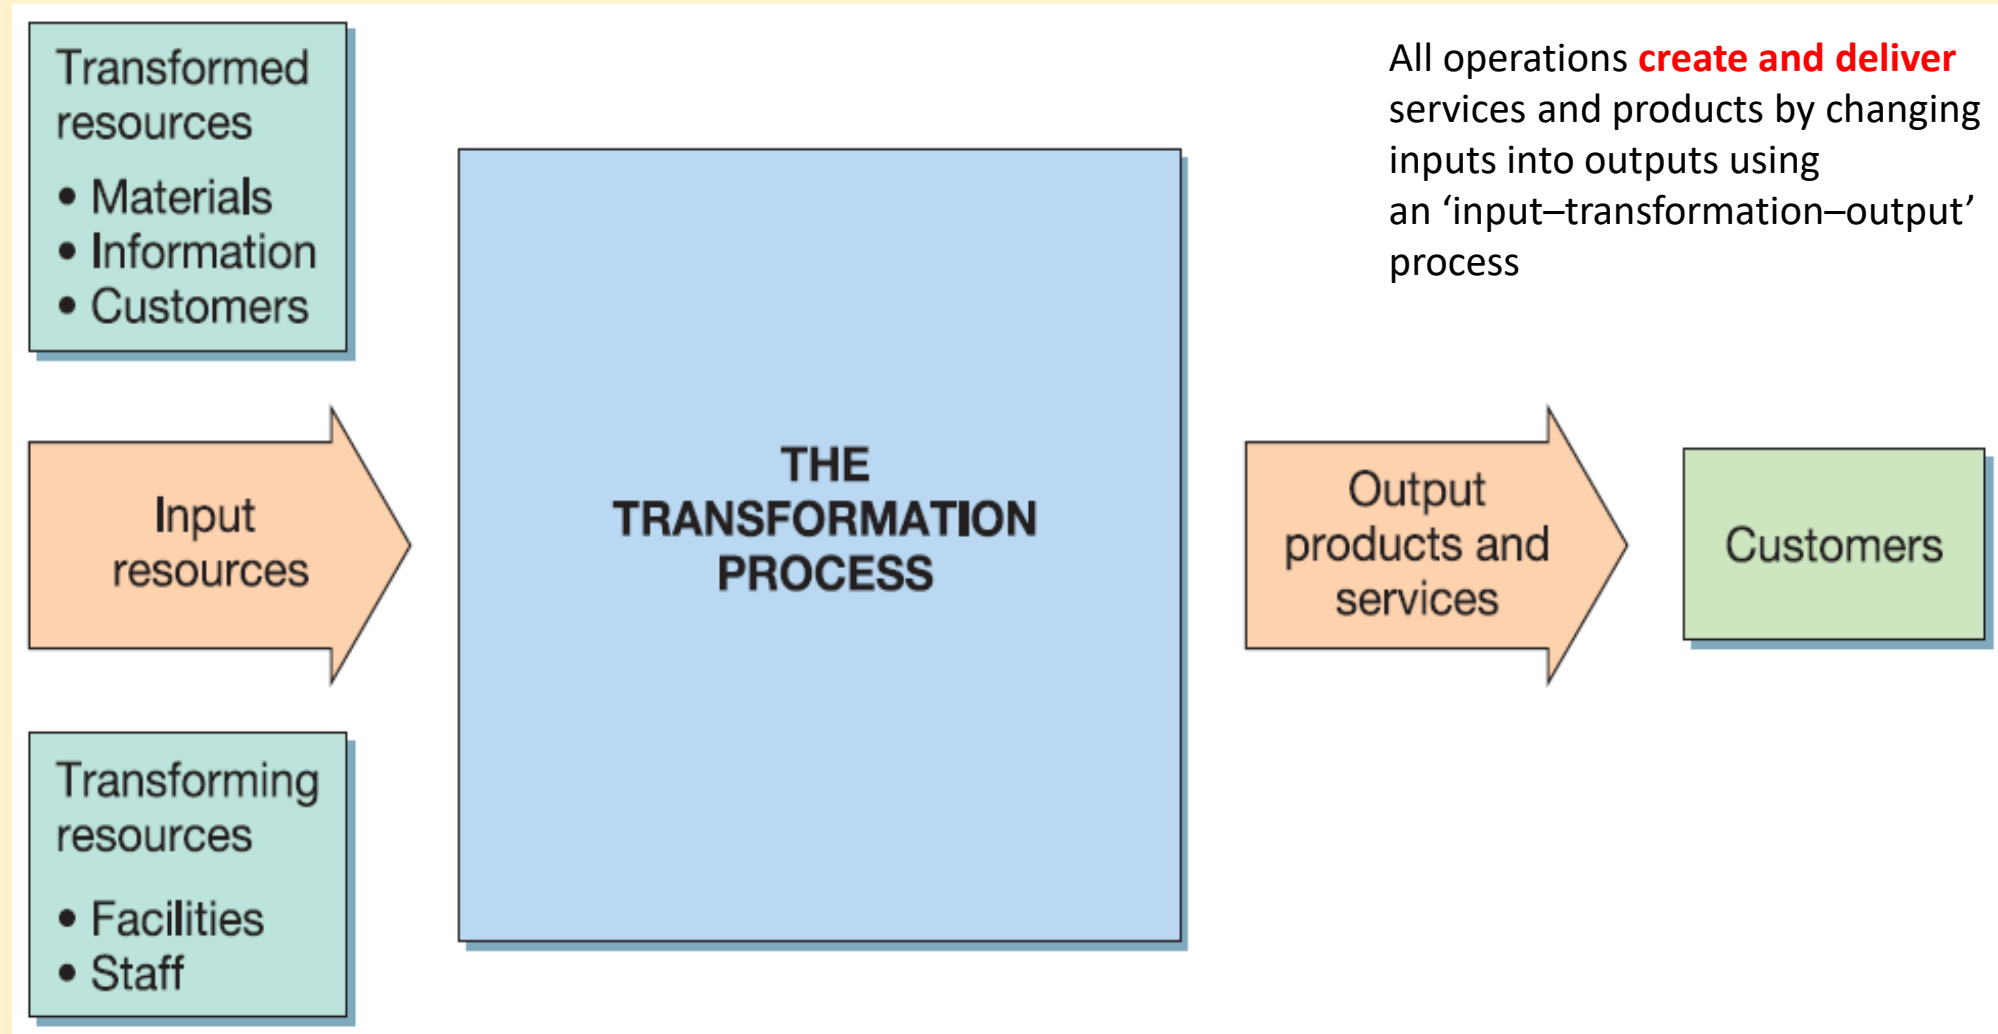 Transformed
resources
• Materials
• Information
• Customers
Input
resources
Transforming
resources
• Facilities
• Staff
THE
TRANSFORMATION
PROCESS
All operations create and deliver
services and products by changing
inputs into outputs using
an ‘input–transformation–output’
process
Output
products and
services
Customers